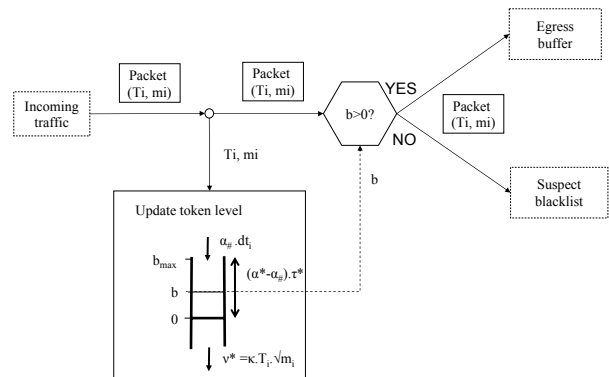 Egress
buffer
Packet
(Ti, mi)
Packet
(Ti, mi)
YES
Incoming
traffic
b>0?
Packet
(Ti, mi)
NO
Ti, mi
b
Suspect
blacklist
Update token level
α#.dti
bmax
(α*-α#).τ*
b
0
ν* =κ.Ti.√mi